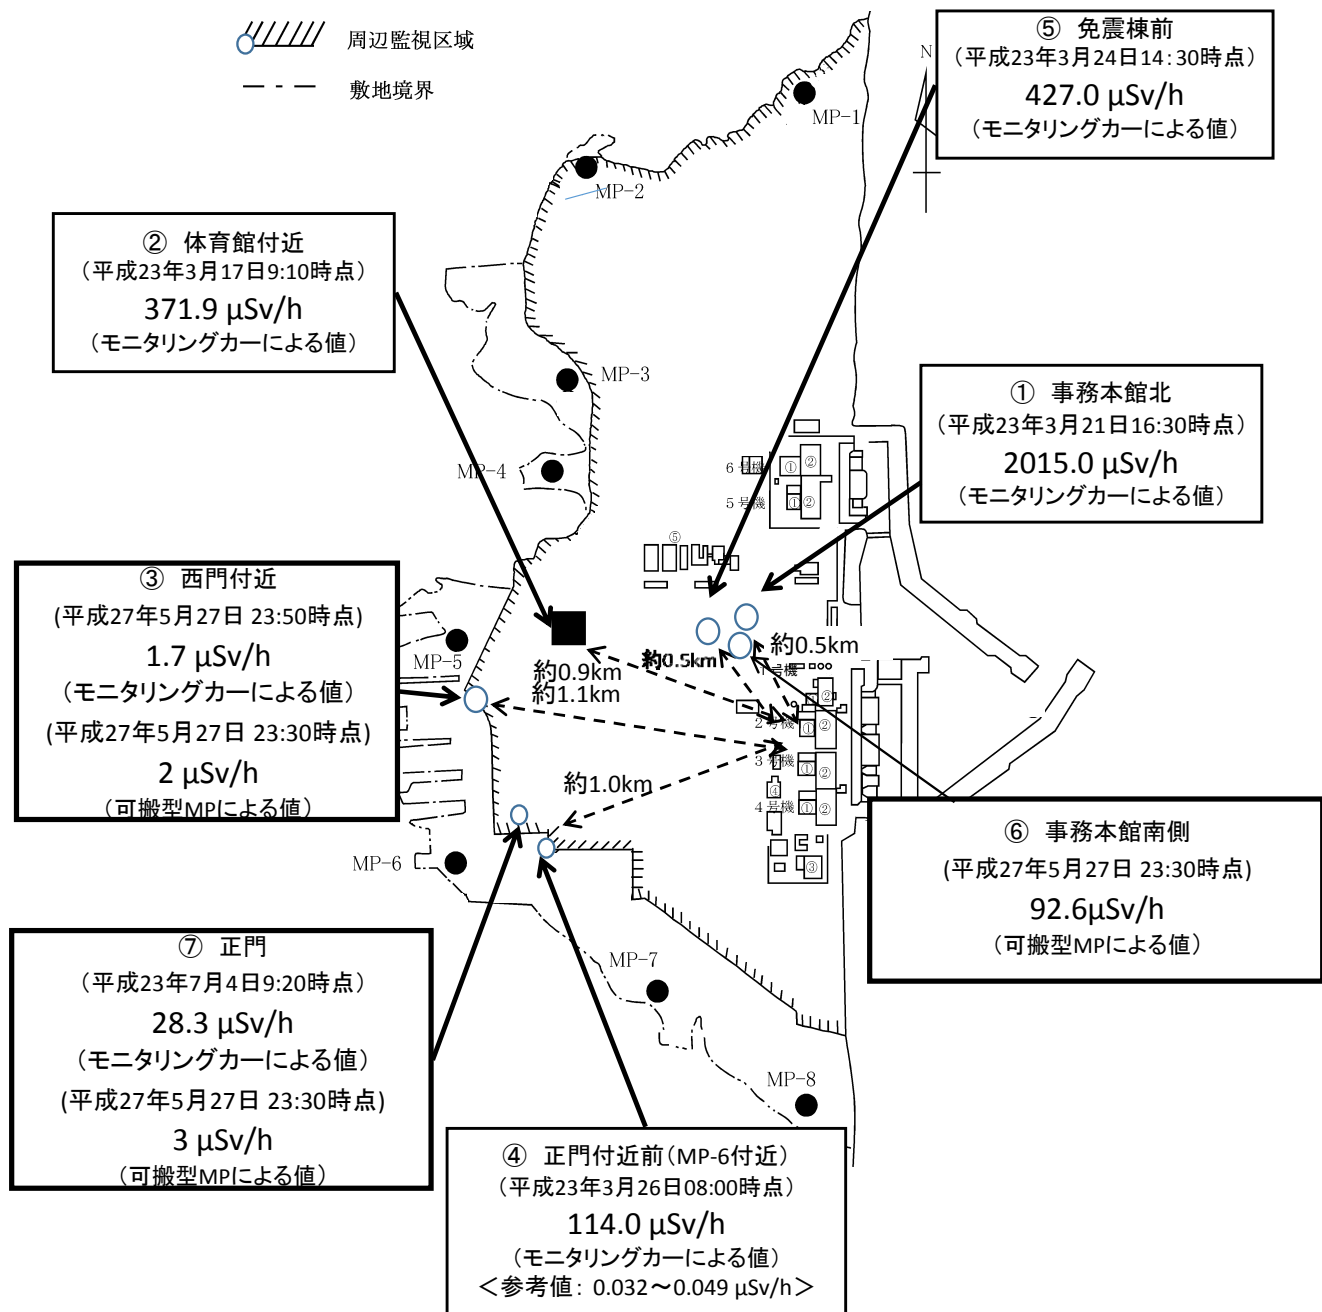 周辺監視区域
敷地境界
⑤ 免震棟前
(平成23年3月24日14:30時点)
427.0 μSv/h
(モニタリングカーによる値)
N
MP-1
MP-2
② 体育館付近
(平成23年3月17日9:10時点)
371.9 μSv/h
(モニタリングカーによる値)
MP-3
MP-4
① 事務本館北
(平成23年3月21日16:30時点)
2015.0 μSv/h
(モニタリングカーによる値)
6号機
① ②
5号機
① ②
⑤
③ 西門付近
(平成27年5月27日 23:50時点)
1.7 μSv/h
(モニタリングカーによる値)
(平成27年5月27日 23:30時点)
2 μSv/h
(可搬型MPによる値)
MP-5
約0.9km
約1.1km
約0.5km
約0.5km
1号機
②
2号機
① ②
3号機
① ②
④
4号機
① ②
③
約1.0km
MP-6
⑥ 事務本館南側
(平成27年5月27日 23:30時点)
92.6μSv/h
(可搬型MPによる値)
⑦ 正門
(平成23年7月4日9:20時点)
28.3 μSv/h
(モニタリングカーによる値)
(平成27年5月27日 23:30時点)
3 μSv/h
(可搬型MPによる値)
MP-7
MP-8
④ 正門付近前(MP-6付近)
(平成23年3月26日08:00時点)
114.0 μSv/h
(モニタリングカーによる値)
<参考値: 0.032～0.049 μSv/h>